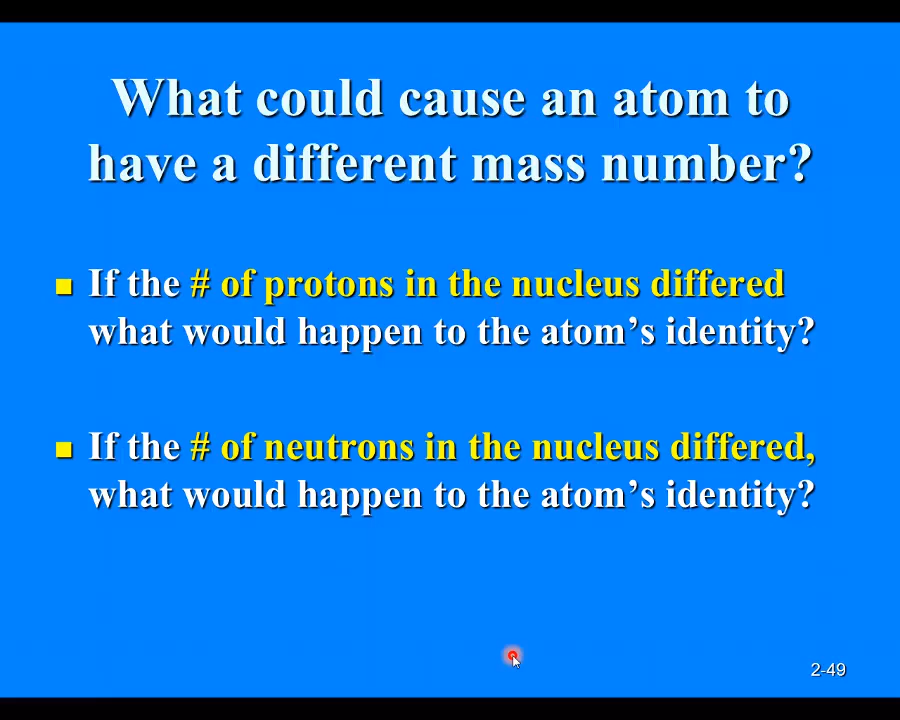 What could cause an atom to
have a different mass number?
If the # of protons in the nucleus differed
what would happen to the atom’s identity?
If the # of neutrons in the nucleus differed,
what would happen to the atom’s identity?
2-49